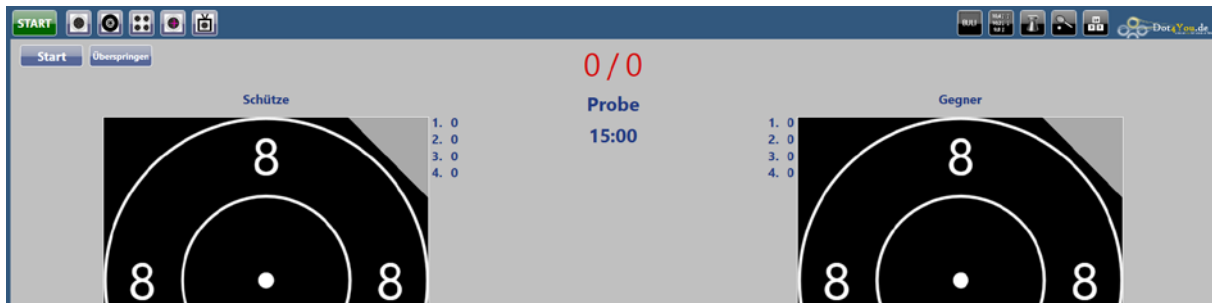 START
BULI
Dot4You.de
Start
Überspringen
0 / 0
Schütze
Probe
Gegner
15:00
1. 0
2. 0
3. 0
4. 0
1. 0
2. 0
3. 0
4. 0
8
8
8
8
8
8